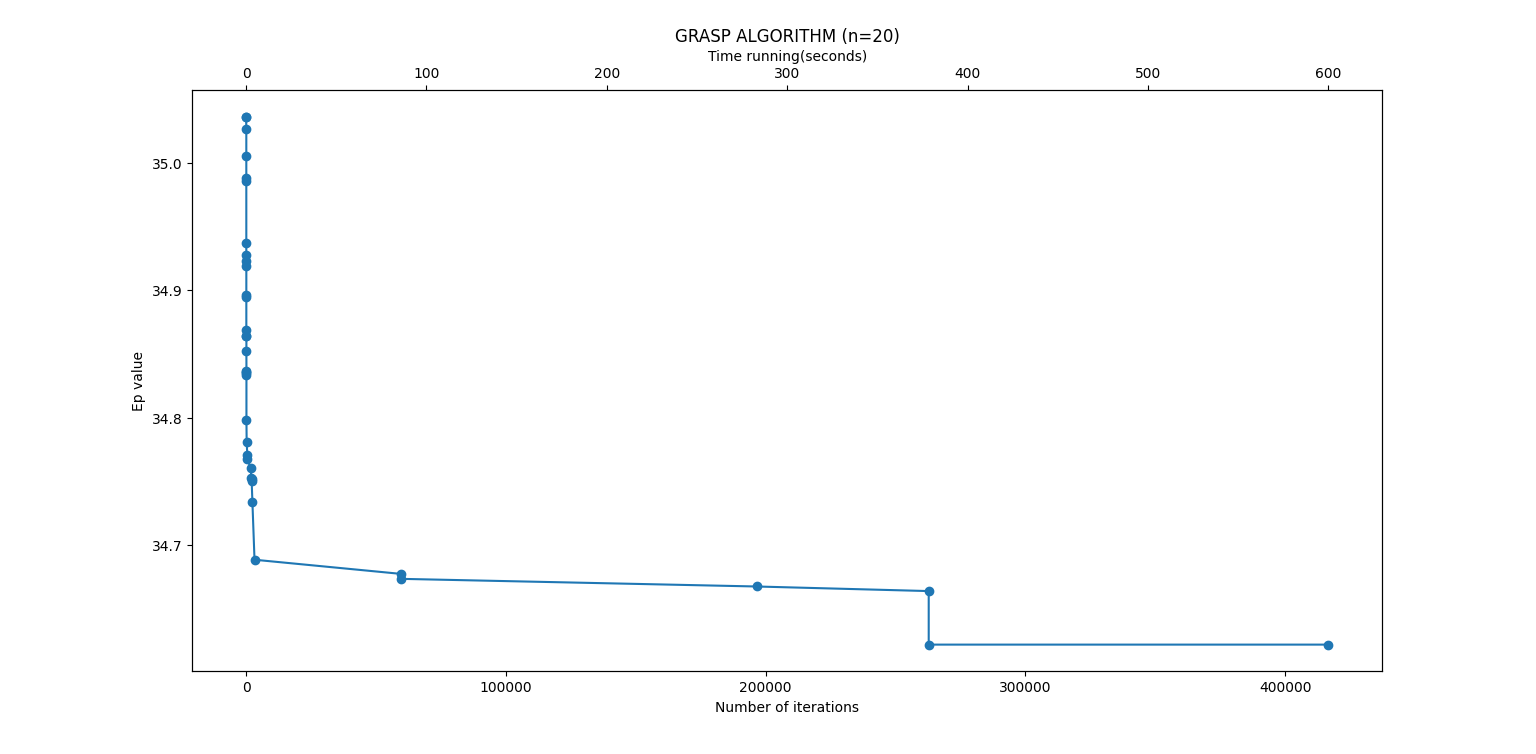 GRASP ALGORITHM (n=20)
Time running(seconds)
0 100 200 300 400 500 600
35.0
34.9
34.8
34.7
Ep value
0 100000 200000 300000 400000
Number of iterations